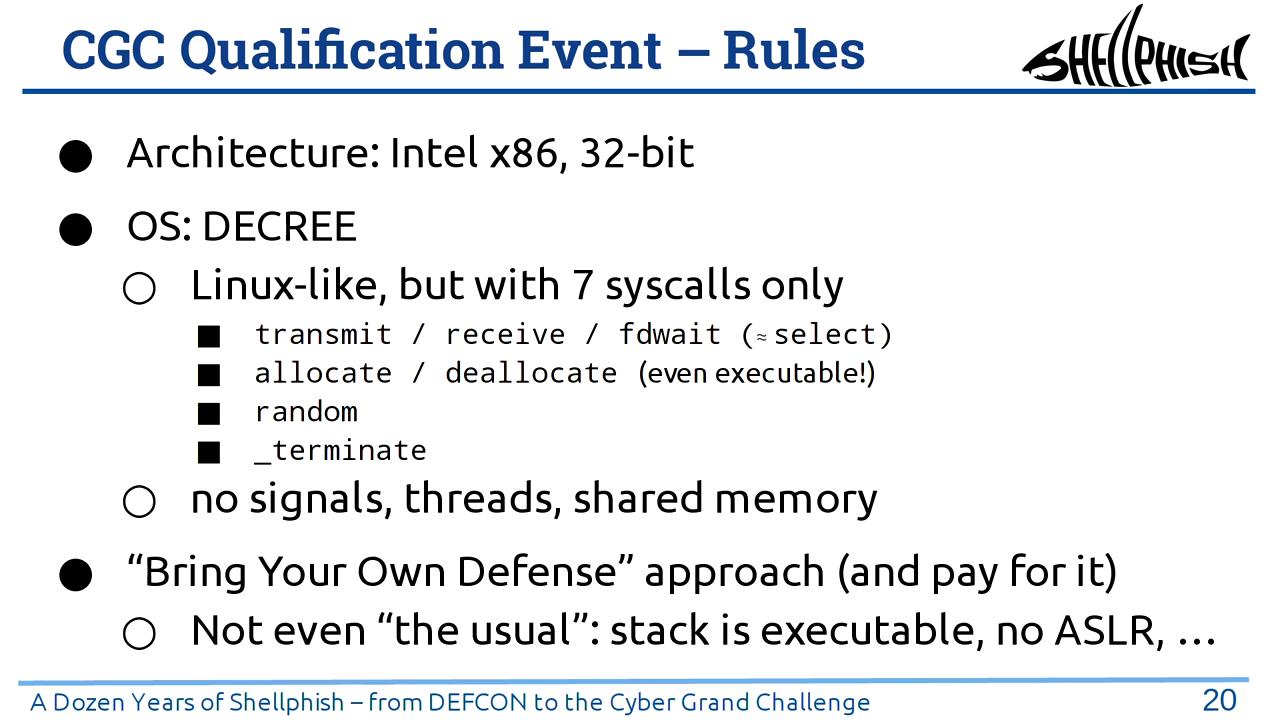 CGC Qualification Event – Rules
SHELLPHISH
● Architecture: Intel x86, 32-bit
● OS: DECREE
○ Linux-like, but with 7 syscalls only
■ transmit / receive / fdwait (≈ select)
■ allocate / deallocate (even executable!)
■ random
■ _terminate
○ no signals, threads, shared memory
● “Bring Your Own Defense” approach (and pay for it)
○ Not even “the usual”: stack is executable, no ASLR, …
A Dozen Years of Shellphish – from DEFCON to the Cyber Grand Challenge
20